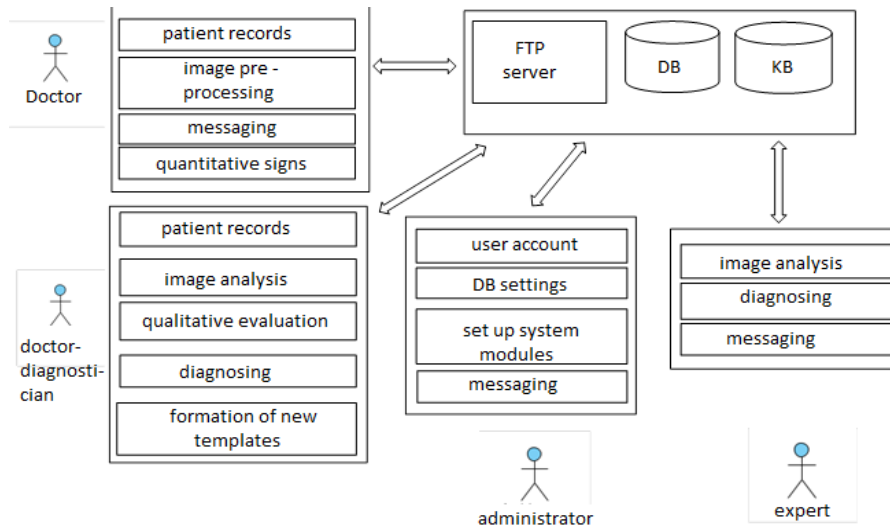 Doctor
patient records
image pre -
processing
messaging
quantitative signs
FTP
server
DB
KB
doctor-
diagnosti-
cian
patient records
image analysis
qualitative evaluation
diagnosing
formation of new
templates
user account
DB settings
set up system
modules
messaging
administrator
image analysis
diagnosing
messaging
expert